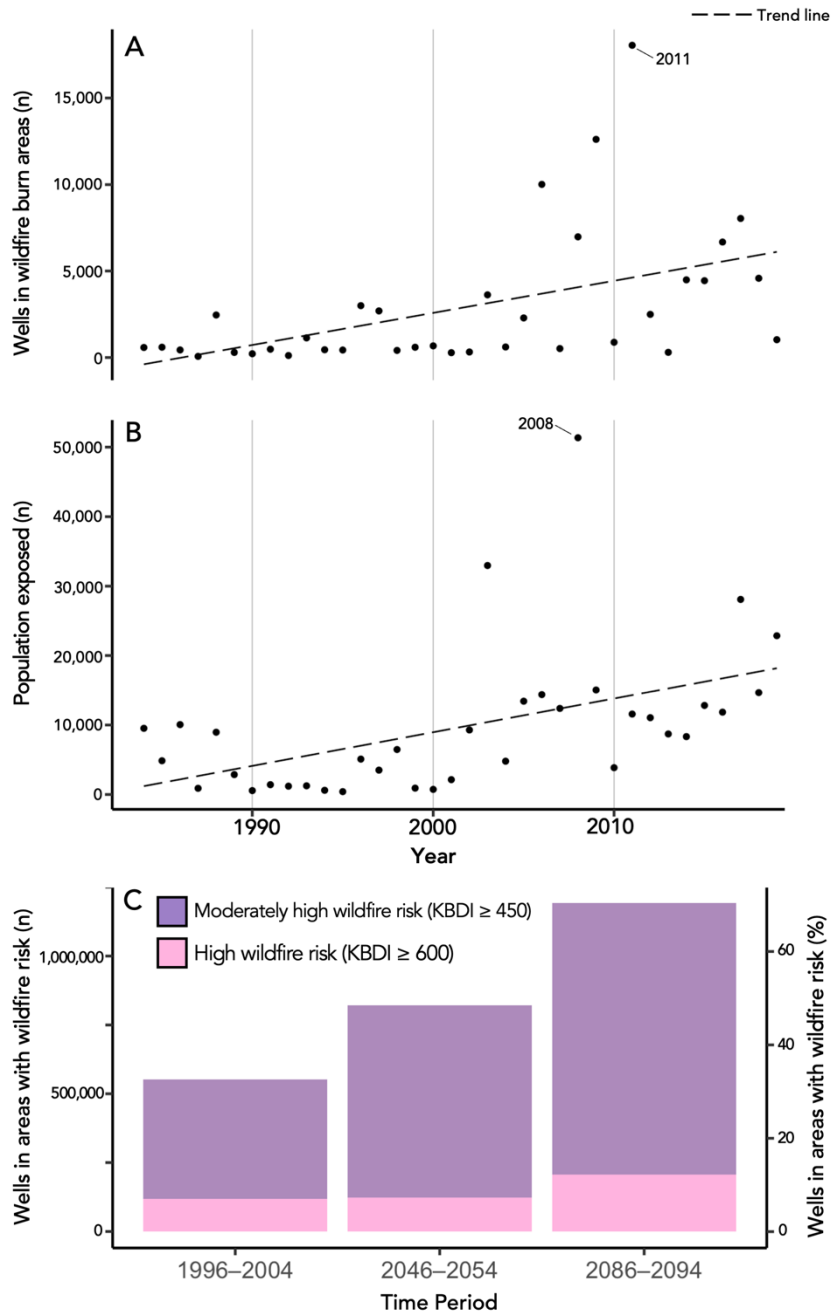 Trend line
A
2011
Wells in wildfire burn areas (n)
15,000
10,000
5,000
0
B
2008
Population exposed (n)
50,000
40,000
30,000
20,000
10,000
0
1990
2000
2010
Year
C
Moderately high wildfire risk (KBDI ≥ 450)
High wildfire risk (KBDI ≥ 600)
Wells in areas with wildfire risk (n)
1,000,000
500,000
0
Wells in areas with wildfire risk (%)
60
40
20
0
1996–2004
2046–2054
2086–2094
Time Period